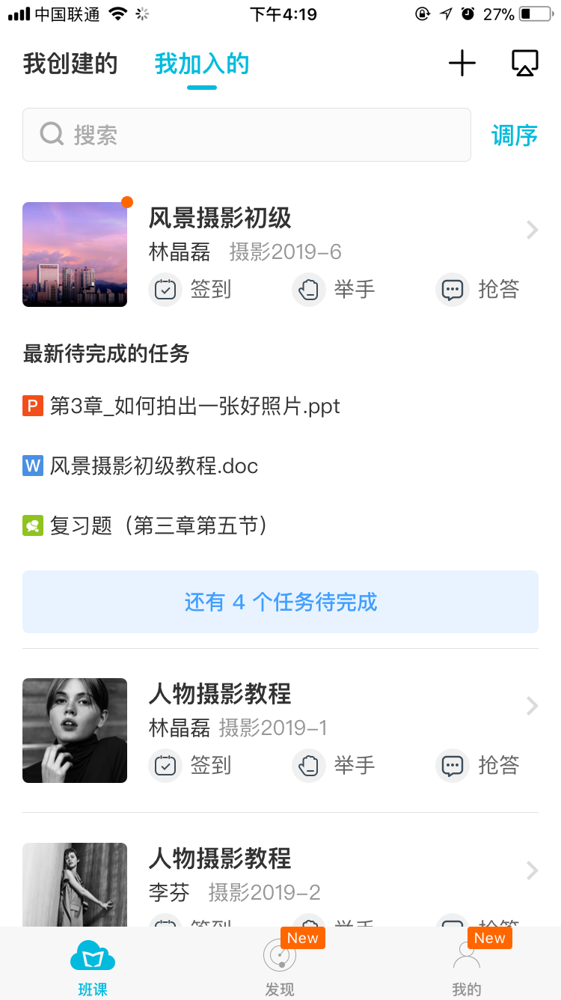 中国联通 下午4:19 27%
我创建的 我加入的
搜索 调序
风景摄影初级
林晶磊 摄影2019-6
签到 举手 抢答
最新待完成的任务
P 第3章_如何拍出一张好照片.ppt
W 风景摄影初级教程.doc
复习题（第三章第五节）
还有 4 个任务待完成
人物摄影教程
林晶磊 摄影2019-1
签到 举手 抢答
人物摄影教程
李芬 摄影2019-2
签到 举手 抢答
New New
班课 发现 我的